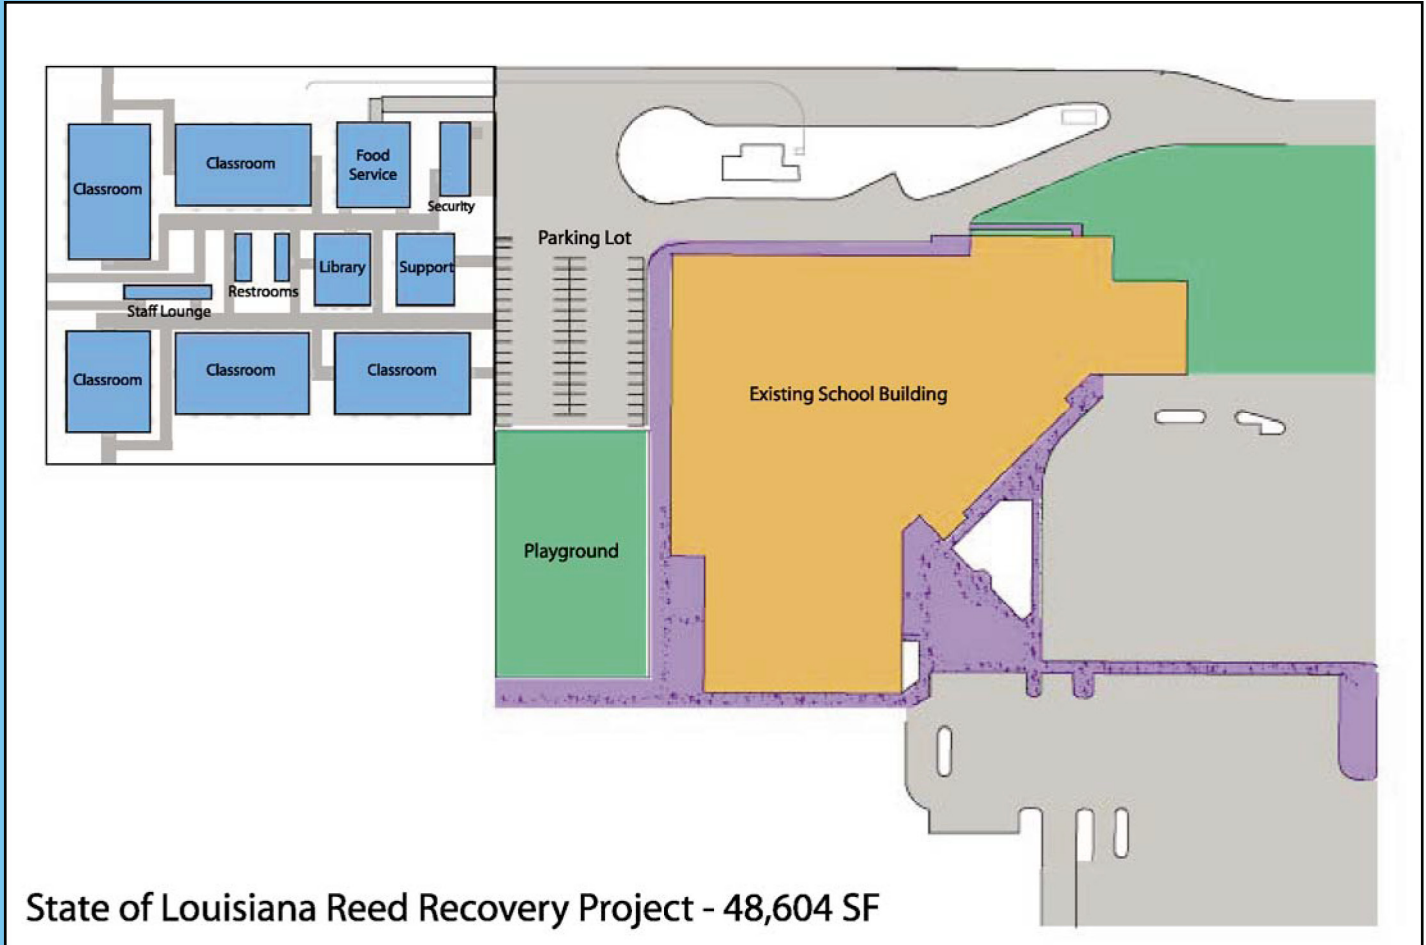 Classroom
Classroom
Food
Service
Security
Parking Lot
Restrooms
Library
Support
Staff Lounge
Classroom
Classroom
Classroom
Existing School Building
Playground
State of Louisiana Reed Recovery Project - 48,604 SF